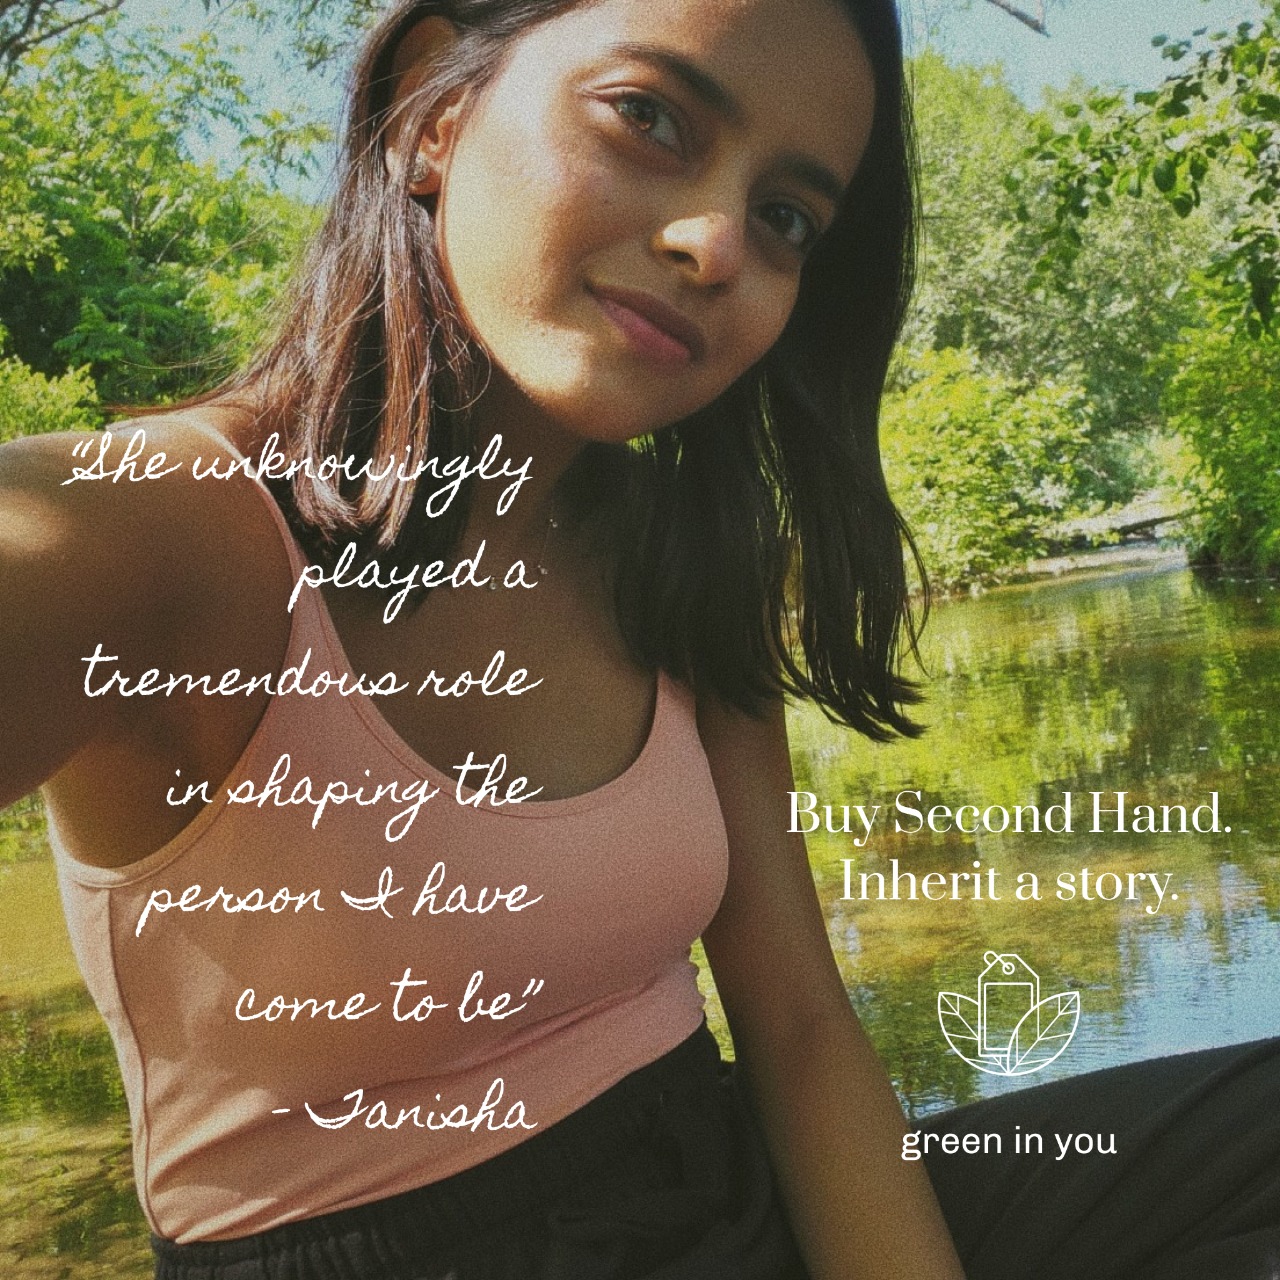 "She unknowingly
played a
tremendous role
in shaping the
person I have
come to be"
- Tanisha
Buy Second Hand.
Inherit a story.
green in you